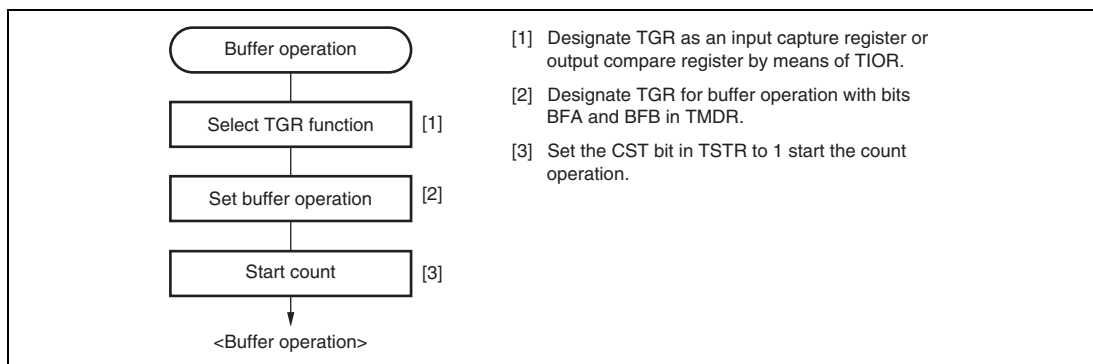 Buffer operation
Select TGR function [1]
Set buffer operation [2]
Start count [3]
<Buffer operation>
[1] Designate TGR as an input capture register or
output compare register by means of TIOR.
[2] Designate TGR for buffer operation with bits
BFA and BFB in TMDR.
[3] Set the CST bit in TSTR to 1 start the count
operation.